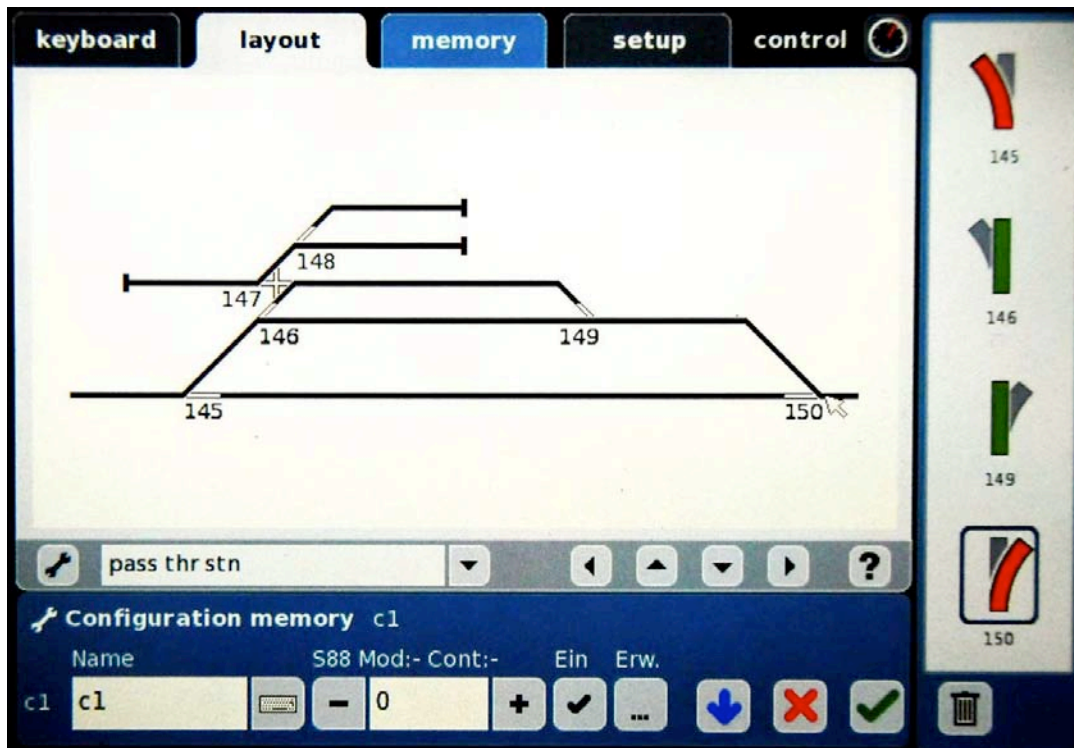 keyboard
layout
memory
setup
control
145
146
149
150
148
147
146
149
145
150
pass thr stn
?
Configuration memory c1
Name
S88 Mod:- Cont:-
Ein
Erw.
c1
c1
-
0
+
...